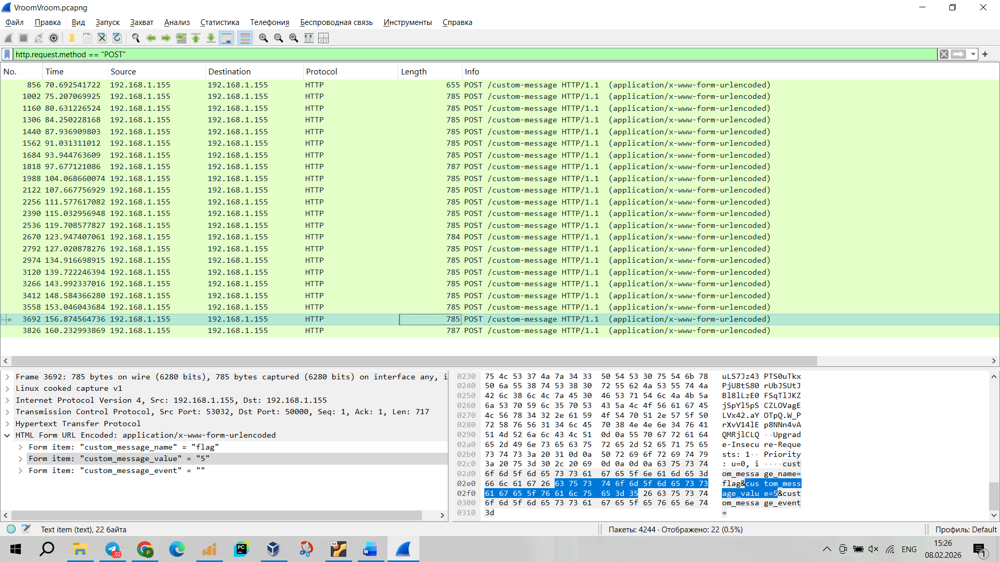 VroomVroom.pcapng
Файл Правка Вид Запуск Захват Анализ Статистика Телефония Беспроводная связь Инструменты Справка
http.request.method == "POST"
No. Time Source Destination Protocol Length Info
856 70.692541722 192.168.1.155 192.168.1.155 HTTP 655 POST /custom-message HTTP/1.1 (application/x-www-form-urlencoded)
1002 75.207069925 192.168.1.155 192.168.1.155 HTTP 785 POST /custom-message HTTP/1.1 (application/x-www-form-urlencoded)
1160 80.631226524 192.168.1.155 192.168.1.155 HTTP 785 POST /custom-message HTTP/1.1 (application/x-www-form-urlencoded)
1306 84.250228168 192.168.1.155 192.168.1.155 HTTP 785 POST /custom-message HTTP/1.1 (application/x-www-form-urlencoded)
1440 87.936909803 192.168.1.155 192.168.1.155 HTTP 785 POST /custom-message HTTP/1.1 (application/x-www-form-urlencoded)
1562 91.031311012 192.168.1.155 192.168.1.155 HTTP 785 POST /custom-message HTTP/1.1 (application/x-www-form-urlencoded)
1684 93.944763609 192.168.1.155 192.168.1.155 HTTP 785 POST /custom-message HTTP/1.1 (application/x-www-form-urlencoded)
1818 97.677121086 192.168.1.155 192.168.1.155 HTTP 787 POST /custom-message HTTP/1.1 (application/x-www-form-urlencoded)
1988 104.068660074 192.168.1.155 192.168.1.155 HTTP 785 POST /custom-message HTTP/1.1 (application/x-www-form-urlencoded)
2122 107.667756929 192.168.1.155 192.168.1.155 HTTP 785 POST /custom-message HTTP/1.1 (application/x-www-form-urlencoded)
2256 111.577617082 192.168.1.155 192.168.1.155 HTTP 785 POST /custom-message HTTP/1.1 (application/x-www-form-urlencoded)
2390 115.032956948 192.168.1.155 192.168.1.155 HTTP 785 POST /custom-message HTTP/1.1 (application/x-www-form-urlencoded)
2536 119.708577827 192.168.1.155 192.168.1.155 HTTP 785 POST /custom-message HTTP/1.1 (application/x-www-form-urlencoded)
2670 123.947407061 192.168.1.155 192.168.1.155 HTTP 784 POST /custom-message HTTP/1.1 (application/x-www-form-urlencoded)
2792 127.020878276 192.168.1.155 192.168.1.155 HTTP 785 POST /custom-message HTTP/1.1 (application/x-www-form-urlencoded)
2974 134.916698915 192.168.1.155 192.168.1.155 HTTP 785 POST /custom-message HTTP/1.1 (application/x-www-form-urlencoded)
3120 139.722246394 192.168.1.155 192.168.1.155 HTTP 785 POST /custom-message HTTP/1.1 (application/x-www-form-urlencoded)
3266 143.992337016 192.168.1.155 192.168.1.155 HTTP 785 POST /custom-message HTTP/1.1 (application/x-www-form-urlencoded)
3412 148.584366280 192.168.1.155 192.168.1.155 HTTP 785 POST /custom-message HTTP/1.1 (application/x-www-form-urlencoded)
3558 153.046043684 192.168.1.155 192.168.1.155 HTTP 785 POST /custom-message HTTP/1.1 (application/x-www-form-urlencoded)
3692 156.874564736 192.168.1.155 192.168.1.155 HTTP 785 POST /custom-message HTTP/1.1 (application/x-www-form-urlencoded)
3826 160.232993869 192.168.1.155 192.168.1.155 HTTP 787 POST /custom-message HTTP/1.1 (application/x-www-form-urlencoded)
Frame 3692: 785 bytes on wire (6280 bits), 785 bytes captured (6280 bits) on interface any, i
Linux cooked capture v1
Internet Protocol Version 4, Src: 192.168.1.155, Dst: 192.168.1.155
Transmission Control Protocol, Src Port: 53032, Dst Port: 50000, Seq: 1, Ack: 1, Len: 717
Hypertext Transfer Protocol
HTML Form URL Encoded: application/x-www-form-urlencoded
Form item: "custom_message_name" = "flag"
Form item: "custom_message_value" = "5"
Form item: "custom_message_event" = ""
0230 75 4c 53 37 4a 7a 34 33 50 54 53 30 75 54 6b 78 uLS7Jz43 PTS0uTkx
0240 50 6a 55 38 74 53 38 30 72 55 62 4a 53 55 74 4a PjU8tS80 rUbJSUtJ
0250 42 6c 38 6c 4c 7a 45 30 46 53 71 54 6c 4a 4b 5a Bl8lLzE0 FSqTlJKZ
0260 6a 53 70 59 6c 35 70 53 43 5a 4c 4f 56 61 67 45 jSpYl5pS CZLOVagE
0270 4c 56 78 34 32 2e 61 59 4f 54 70 51 2e 57 5f 50 LVx42.aY OTpQ.W_P
0280 72 58 76 56 31 34 6c 45 70 38 4e 4e 6e 34 76 41 rXvV14lE p8NNn4vA
0290 51 4d 52 6a 6c 43 4c 51 0d 0a 55 70 67 72 61 64 QMRjlCLQ ··Upgrad
02a0 65 2d 49 6e 73 65 63 75 72 65 2d 52 65 71 75 65 e-Insecu re-Reque
02b0 73 74 73 3a 20 31 0d 0a 50 72 69 6f 72 69 74 79 sts: 1·· Priority
02c0 3a 20 75 3d 30 2c 20 69 0d 0a 0d 0a 63 75 73 74 : u=0, i ····cust
02d0 6f 6d 5f 6d 65 73 73 61 67 65 5f 6e 61 6d 65 3d om_messa ge_name=
02e0 66 6c 61 67 26 63 75 73 74 6f 6d 5f 6d 65 73 73 flag&cus tom_mess
02f0 61 67 65 5f 76 61 6c 75 65 3d 35 26 63 75 73 74 age_valu e=5&cust
0300 6f 6d 5f 6d 65 73 73 61 67 65 5f 65 76 65 6e 74 om_messa ge_event
0310 3d =
Text item (text), 22 байта
Пакеты: 4244 · Отображено: 22 (0.5%)
Профиль: Default
ENG
15:26
08.02.2026